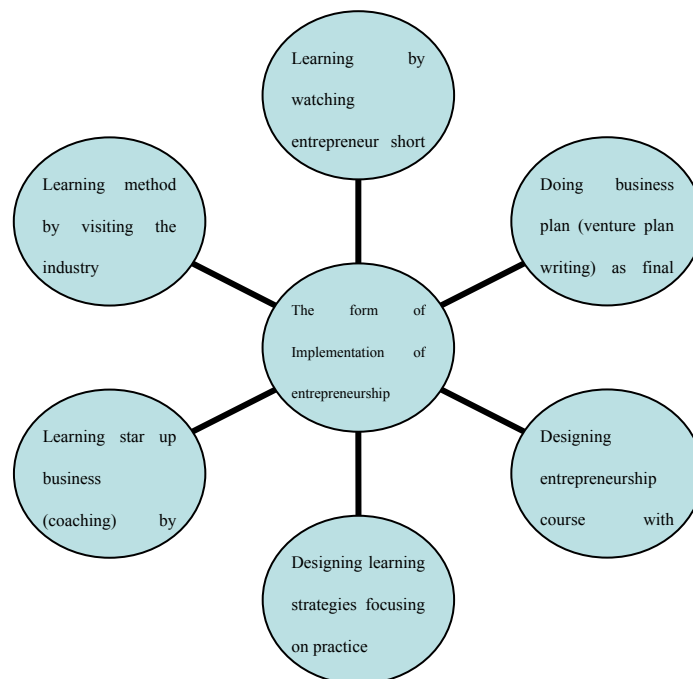 Learning by
watching
entrepreneur short
Learning method
by visiting the
industry
Doing business
plan (venture plan
writing) as final
The form of
Implementation of
entrepreneurship
Learning star up
business
(coaching) by
Designing
entrepreneurship
course with
Designing learning
strategies focusing
on practice